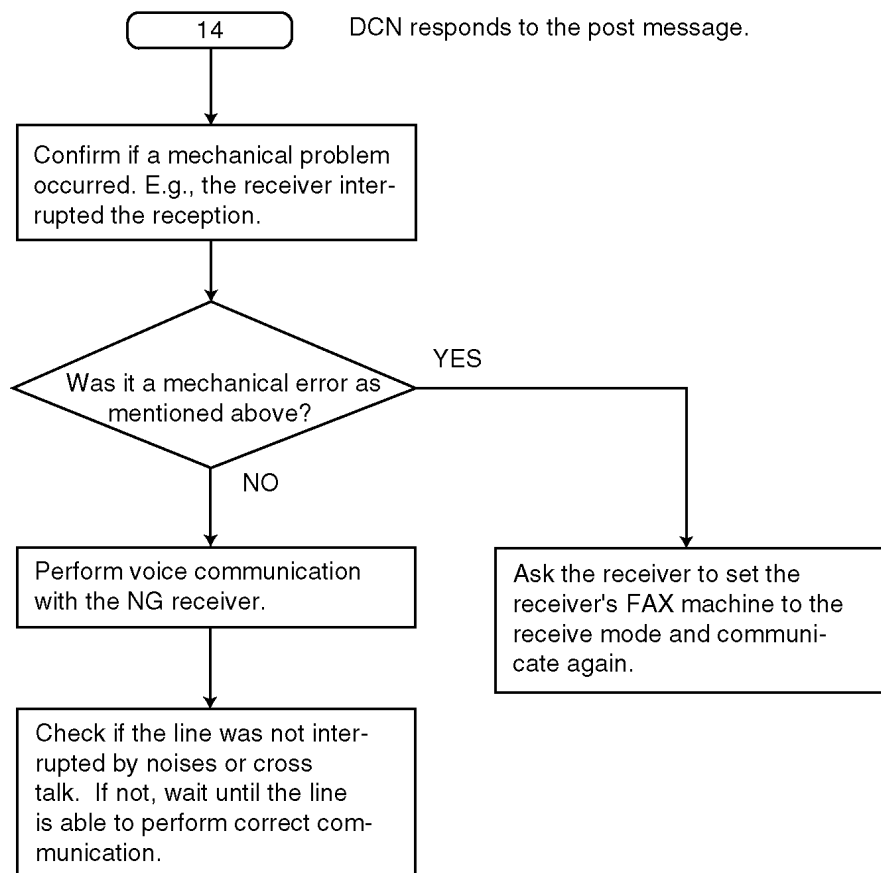 14
DCN responds to the post message.
Confirm if a mechanical problem
occurred. E.g., the receiver inter-
rupted the reception.
YES
Was it a mechanical error as
mentioned above?
NO
Perform voice communication
with the NG receiver.
Ask the receiver to set the
receiver's FAX machine to the
receive mode and communi-
cate again.
Check if the line was not inter-
rupted by noises or cross
talk.  If not, wait until the line
is able to perform correct com-
munication.